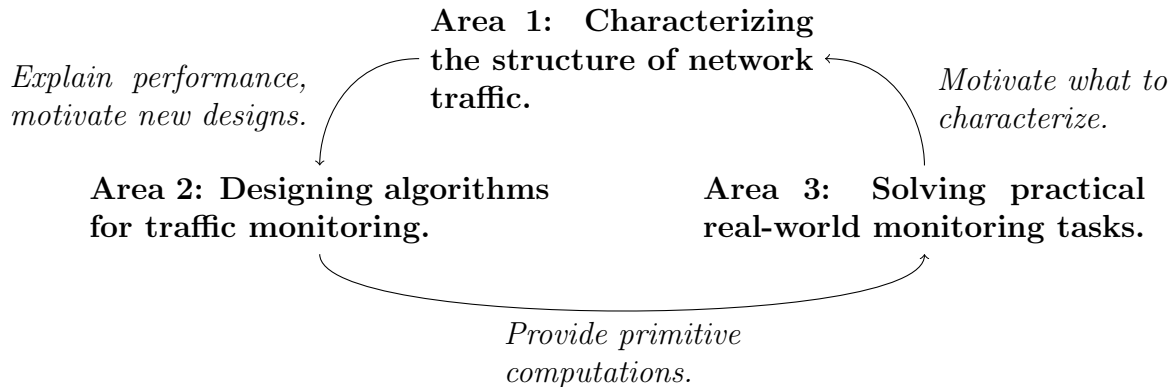 Area 1: Characterizing
the structure of network
traffic.
Explain performance,
motivate new designs.
Motivate what to
characterize.
Area 2: Designing algorithms
for traffic monitoring.
Area 3: Solving practical
real-world monitoring tasks.
Provide primitive
computations.